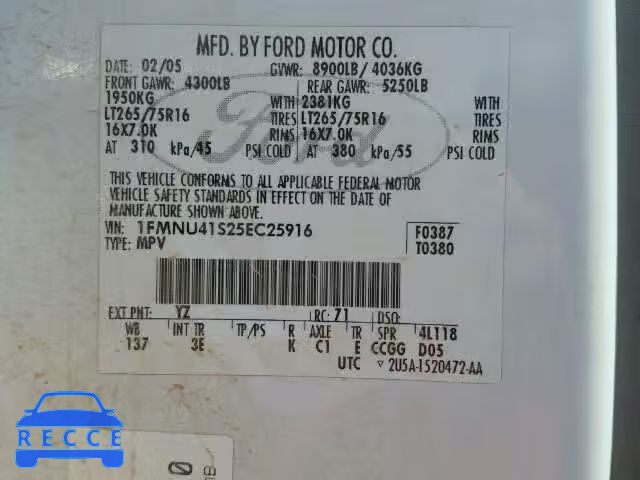 MFD. BY FORD MOTOR CO.
DATE: 02/05 GVWR: 8900LB/ 4036KG
FRONT GAWR: 4300LB REAR GAWR: 5250LB
1950KG WITH 2381KG WITH
LT265/75R16 TIRES LT265/75R16 TIRES
16X7.0K RIMS 16X7.0K RIMS
AT 310 kPa/45 PSI COLD AT 380 kPa/55 PSI COLD
THIS VEHICLE CONFORMS TO ALL APPLICABLE FEDERAL MOTOR
VEHICLE SAFETY STANDARDS IN EFFECT ON THE DATE OF
MANUFACTURE SHOWN ABOVE.
VIN: 1FMNU41S25EC25916 F0387
TYPE: MPV T0380
EXT PNT: YZ RC: 71 DSO:
WB INT TR TP/PS R AXLE TR SPR 4L118
137 3E K C1 E CCGG D05
UTC ▽ 2U5A-1520472-AA
Ford
RECCE